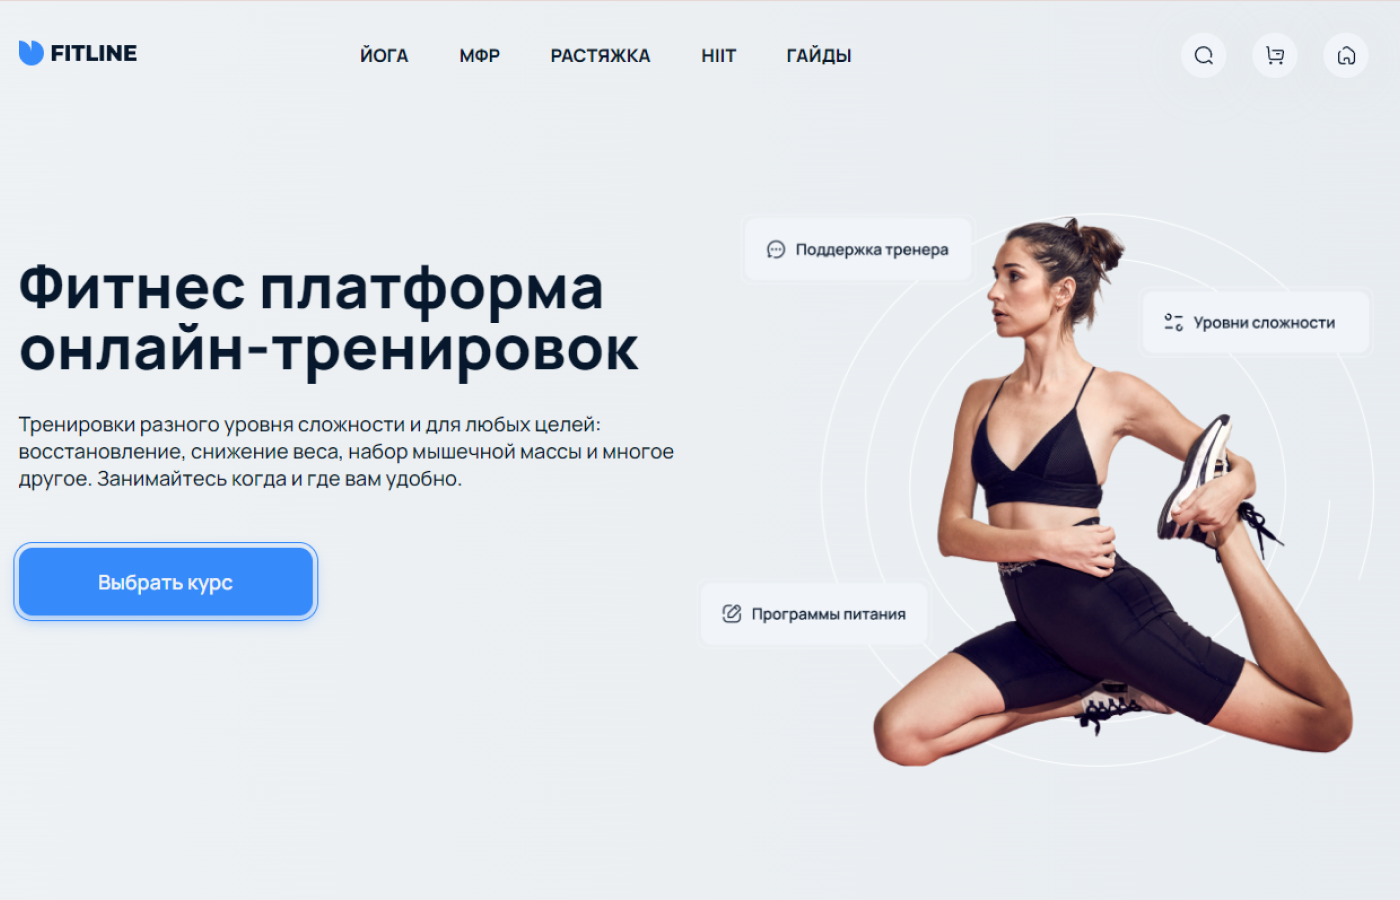 FITLINE
ЙОГА
МФР
РАСТЯЖКА
HIIT
ГАЙДЫ
Фитнес платформа
онлайн-тренировок
Тренировки разного уровня сложности и для любых целей:
восстановление, снижение веса, набор мышечной массы и многое
другое. Занимайтесь когда и где вам удобно.
Выбрать курс
Поддержка тренера
Уровни сложности
Программы питания